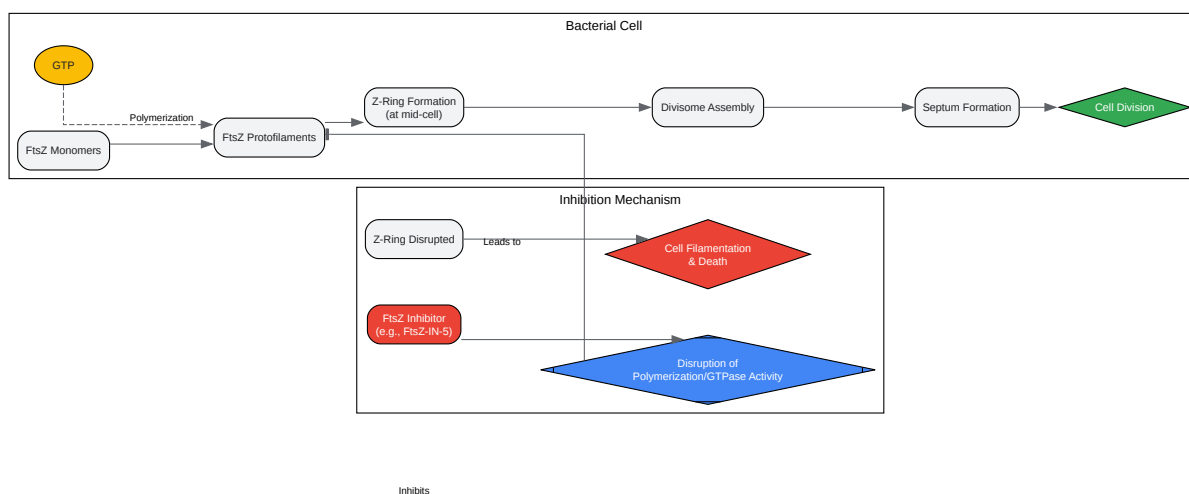 Bacterial Cell
GTP
Polymerization
FtsZ Monomers
FtsZ Protofilaments
Z-Ring Formation
(at mid-cell)
Divisome Assembly
Septum Formation
Cell Division
Inhibition Mechanism
Z-Ring Disrupted
Leads to
Cell Filamentation
& Death
FtsZ Inhibitor
(e.g., FtsZ-IN-5)
Disruption of
Polymerization/GTPase Activity
Inhibits